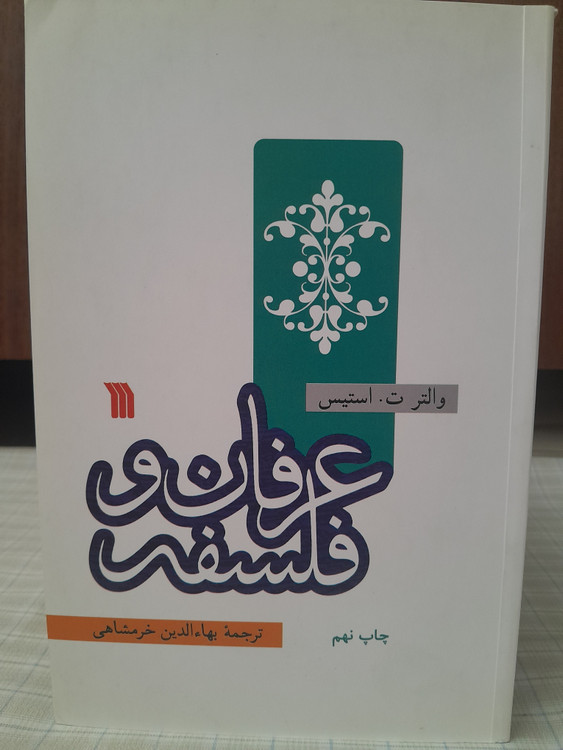 والتر ت. استیس
عرفان و
فلسفه
ترجمهٔ بهاءالدین خرمشاهی
چاپ نهم